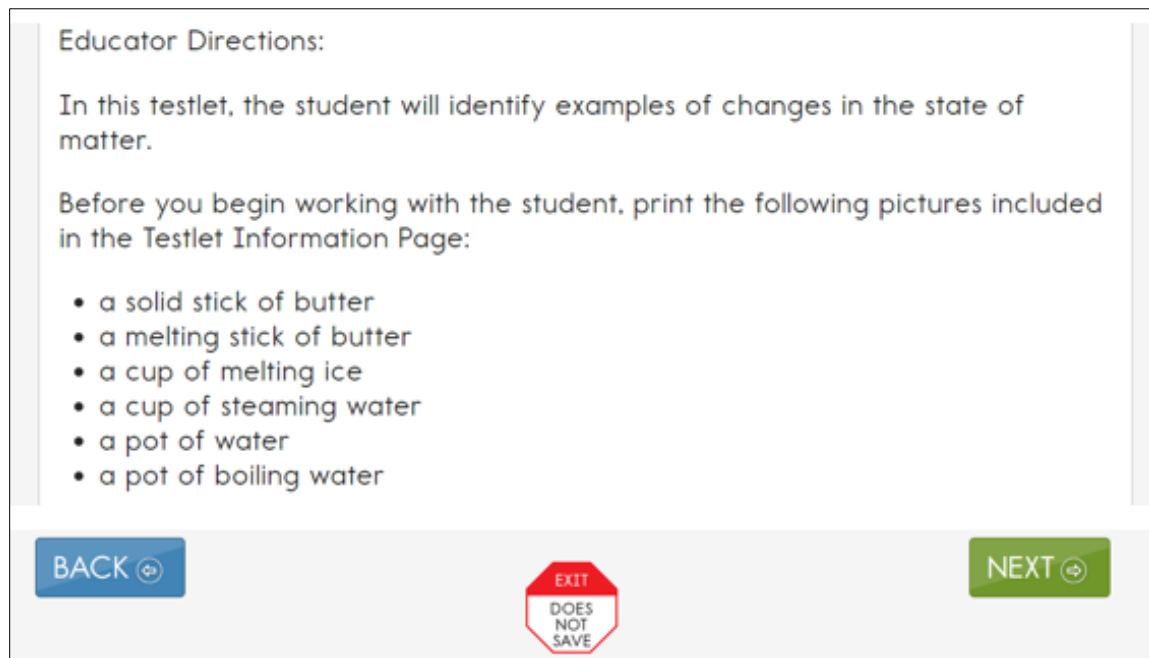 Educator Directions:
In this testlet, the student will identify examples of changes in the state of
matter.
Before you begin working with the student, print the following pictures included
in the Testlet Information Page:
• a solid stick of butter
• a melting stick of butter
• a cup of melting ice
• a cup of steaming water
• a pot of water
• a pot of boiling water
BACK
NEXT
EXIT
DOES
NOT
SAVE